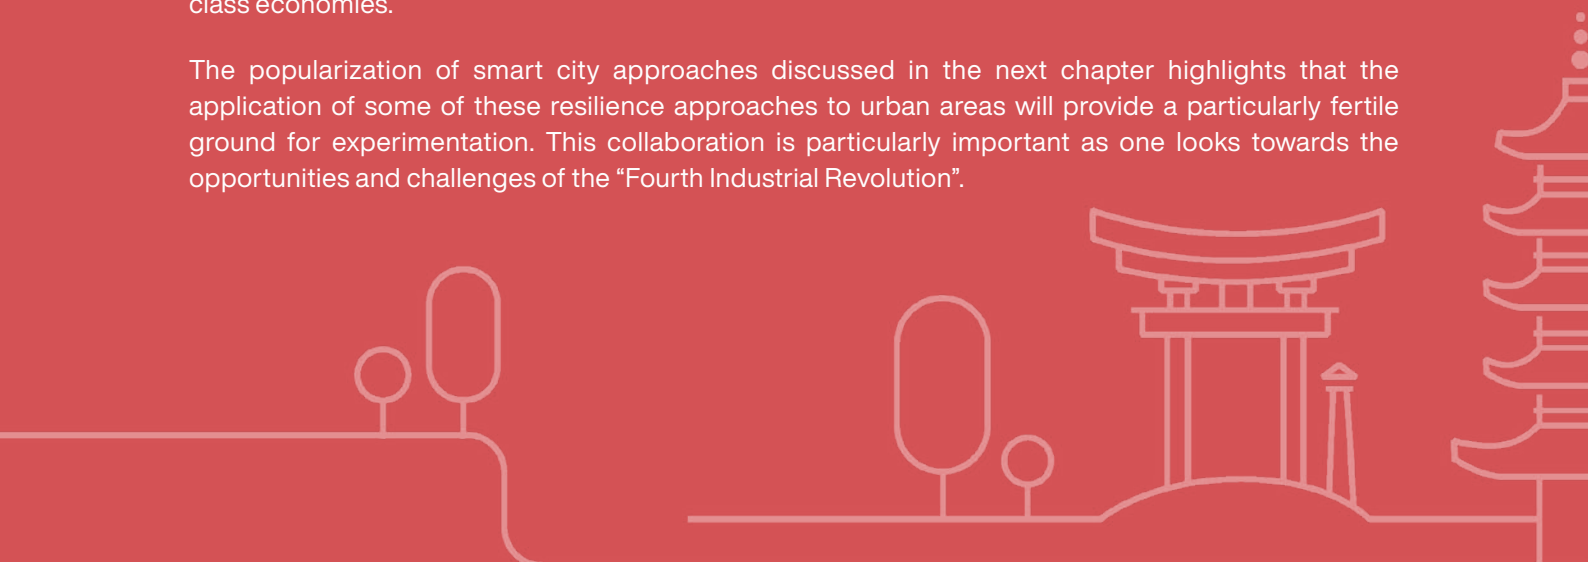 class economies.
The popularization of smart city approaches discussed in the next chapter highlights that the
application of some of these resilience approaches to urban areas will provide a particularly fertile
ground for experimentation. This collaboration is particularly important as one looks towards the
opportunities and challenges of the “Fourth Industrial Revolution”.